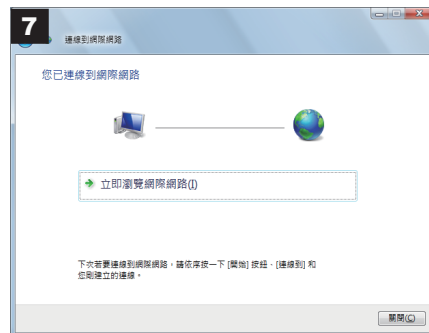 7
連線到網際網路
您已連線到網際網路
立即瀏覽網際網路(I)
下次若要連線到網際網路，請依序按一下 [開始] 按鈕、[連線到] 和
您剛建立的連線。
關閉(C)